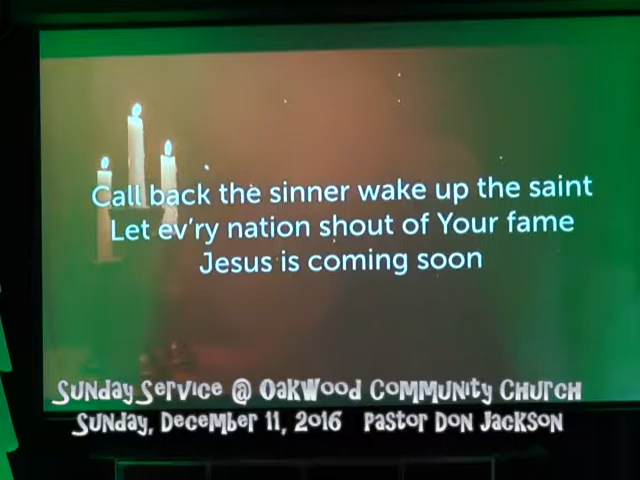 Call back the sinner wake up the saint
Let ev'ry nation shout of Your fame
Jesus is coming soon
Sunday Service @ Oakwood Community Church
Sunday, December 11, 2016 Pastor Don Jackson